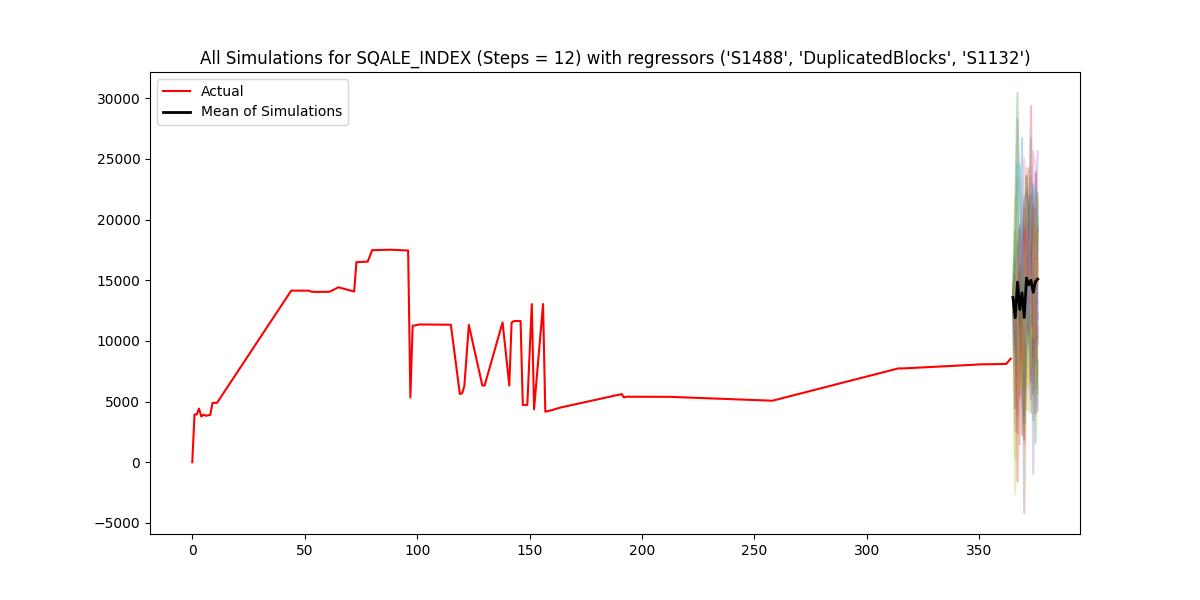 All Simulations for SQALE_INDEX (Steps = 12) with regressors ('S1488', 'DuplicatedBlocks', 'S1132')
Actual
Mean of Simulations
30000
25000
20000
15000
10000
5000
0
−5000
0 50 100 150 200 250 300 350